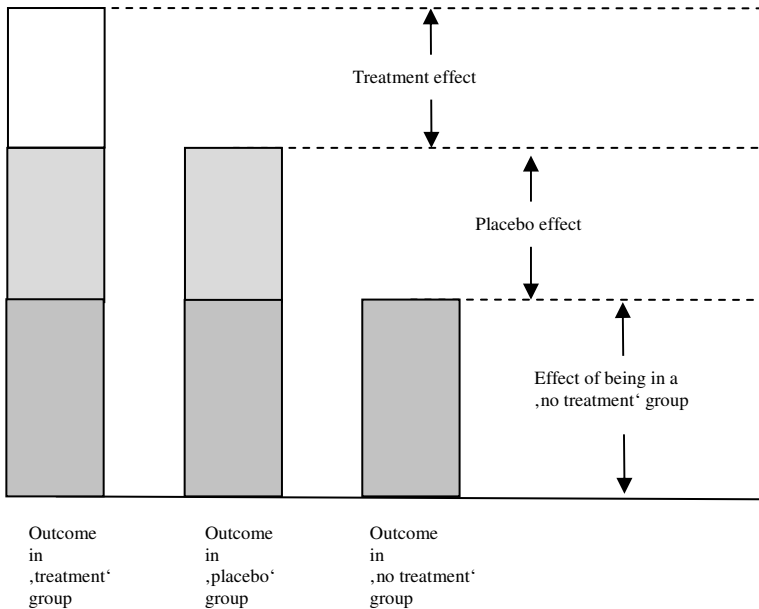 Treatment effect
Placebo effect
Effect of being in a
‚no treatment‘ group
Outcome
in
‚treatment‘
group
Outcome
in
‚placebo‘
group
Outcome
in
‚no treatment‘
group